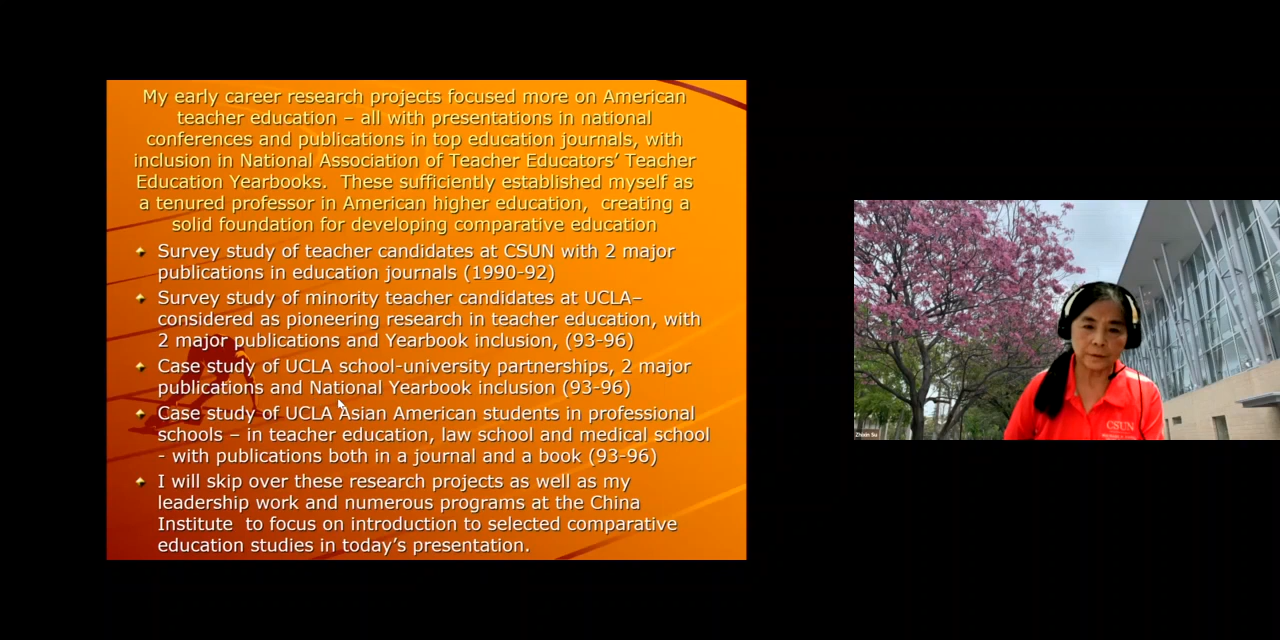 My early career research projects focused more on American
teacher education – all with presentations in national
conferences and publications in top education journals, with
inclusion in National Association of Teacher Educators’ Teacher
Education Yearbooks.  These sufficiently established myself as
a tenured professor in American higher education,  creating a
solid foundation for developing comparative education
Survey study of teacher candidates at CSUN with 2 major
publications in education journals (1990-92)
Survey study of minority teacher candidates at UCLA–
considered as pioneering research in teacher education, with
2 major publications and Yearbook inclusion, (93-96)
Case study of UCLA school-university partnerships, 2 major
publications and National Yearbook inclusion (93-96)
Case study of UCLA Asian American students in professional
schools – in teacher education, law school and medical school
- with publications both in a journal and a book (93-96)
I will skip over these research projects as well as my
leadership work and numerous programs at the China
Institute  to focus on introduction to selected comparative
education studies in today’s presentation.
CSUN
Zhixin Su